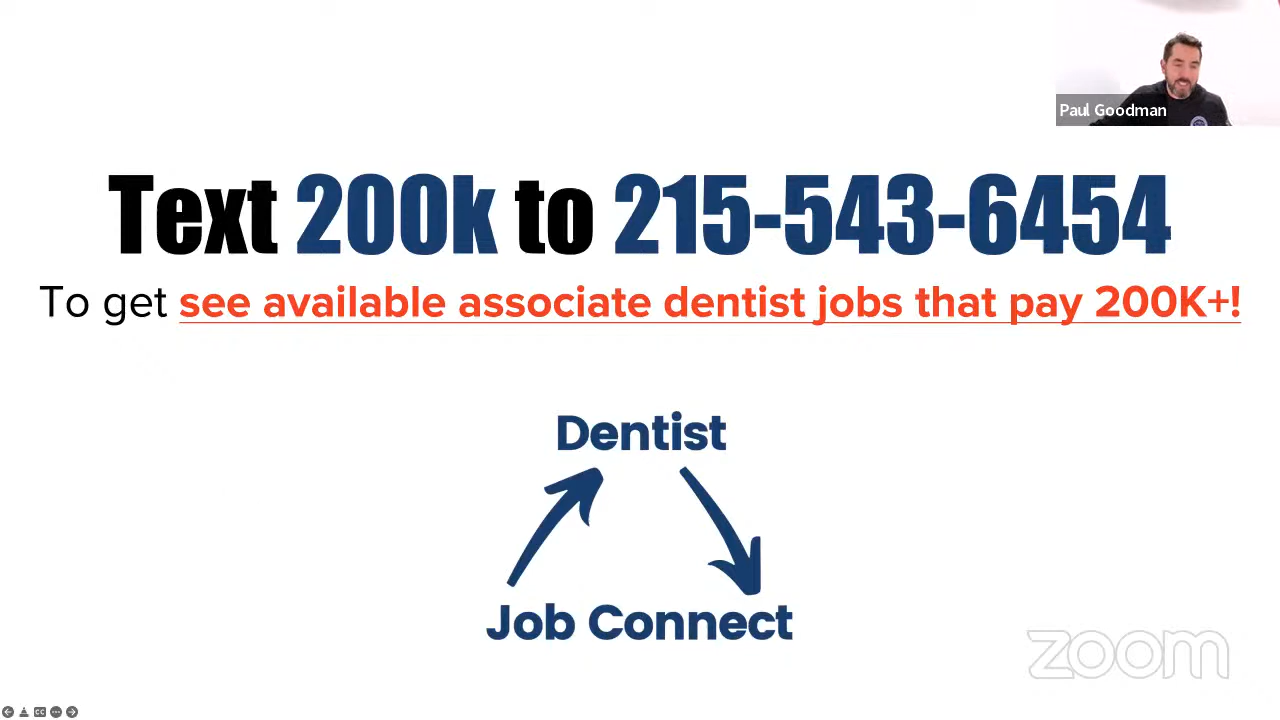 Paul Goodman
Text 200k to 215-543-6454
To get see available associate dentist jobs that pay 200K+!
Dentist
Job Connect
zoom